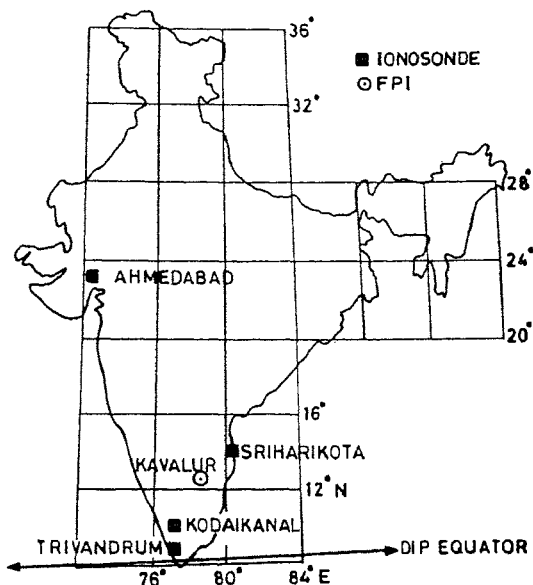 36°
■ IONOSONDE
⊙ FPI
32°
28°
24°
AHMEDABAD
20°
16°
SRIHARIKOTA
KAVALUR
12° N
KODAIKANAL
TRIVANDRUM
DIP EQUATOR
76° 80° 84° E